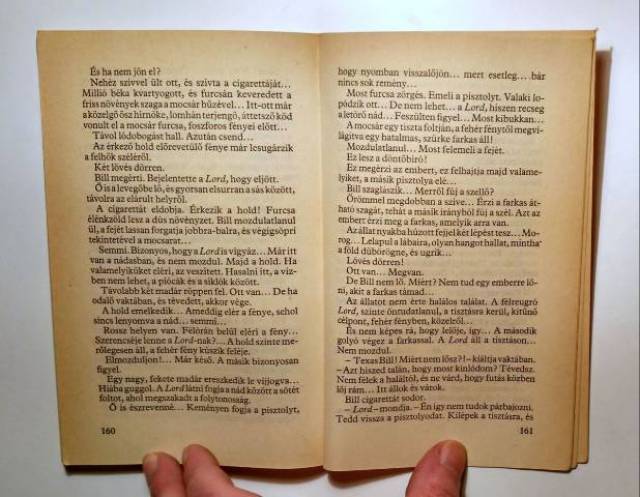 És ha nem jön el?
Nehéz szívvel ült ott, és szívta a cigarettáját...
Millió béka kvartyogott, és furcsán keveredett a
friss növények szaga a mocsár bűzével... Itt-ott már
a közelgő ősz hírnöke, lomhán terjengő, áttetsző köd
vonult el a mocsár furcsa, foszforos fényei előtt...
Távol lódobogást hall. Azután csend...
Az érkező hold előrevetülő fénye már lesugárzik
a felhők széléről.
Két lövés dörren.
Bill megérti. Bejelentette a Lord, hogy eljött.
Ő is a levegőbe lő, és gyorsan elsurran a sás között,
távolra az elárult helyről.
A cigarettát eldobja. Érkezik a hold! Furcsa
élénkzöld lesz a dús növényzet. Bill mozdulatlanul
ül, a fejét lassan forgatja jobbra-balra, és végigsöpri
tekintetével a mocsarat...
Semmi. Bizonyos, hogy a Lord is vigyáz... Már itt
van a nádasban, és nem mozdul. Majd a hold. Ha
valamelyiküket eléri, az veszített. Hasalni itt, a víz-
ben nem lehet, a piócák és a siklók között.
Távolabb két madár röppen fel. Ott van... De ha
odalő vaktában, és tévedett, akkor vége.
A hold emelkedik... Ameddig elér a fénye, sehol
sincs lenyomva a nád... semmi...
Rossz helyen van. Félórán belül eléri a fény...
Szerencséje lenne a Lord-nak?... A hold szinte me-
rőlegesen áll, a fehér fény kúszik feléje.
Elmozduljon!... Már késő. A másik bizonyosan
figyel.
Egy nagy, fekete madár ereszkedik le vijjogva...
Hiába guggol. A Lord látni fogja a nád között a sötét
foltot, ahol megszakadt a folytonosság.
Ő is észrevenné... Keményen fogja a pisztolyt,
160
hogy nyomban visszalőjön... mert esetleg... bár
nincs sok remény...
Most furcsa zörgés. Emeli a pisztolyt. Valaki lo-
pódzik ott... De nem lehet... a Lord, hiszen recseg
a letörő nád... Feszülten figyel... Most kibukkan...
A mocsár egy tiszta foltján, a fehér fénytől megvi-
lágítva egy hatalmas, szürke farkas áll!
Mozdulatlanul... Most felemeli a fejét.
Ez lesz a döntőbíró!
Ez megérzi az embert, ez felhajtja majd valame-
lyiket, a másik pisztolya elé...
Bill szaglászik... Merről fúj a szellő?
Örömmel megdobban a szíve... Érzi a farkas át-
ható szagát, tehát a másik irányból fúj a szél. Azt az
embert érzi meg a farkas, amelyik arra van.
Az állat nyakba húzott fejjel két lépést tesz... Mo-
rog... Lelapul a lábaira, olyan hangot hallat, mintha
a föld dübörögne, és ugrik...
Lövés dörren!
Ott van... Megvan.
De Bill nem lő. Miért? Nem tud egy emberre lő-
ni, akit a farkas támad...
Az állatot nem érte halálos találat. A félreugró
Lord, szinte öntudatlanul, a tisztásra kerül, kitűnő
célpont, fehér fényben, közelről...
És nem képes rá, hogy lelője, így... A második
golyó végez a farkassal. A Lord áll a tisztáson...
Nem mozdul.
– Texas Bill! Miért nem lősz?! – kiáltja vaktában.
– Azt hiszed talán, hogy most kínlódom? Tévedsz.
Nem félek a haláltól, és ne várd, hogy futás közben
lőj rám... Itt állok és várok.
Bill cigarettát sodor.
– Lord – mondja. – Én így nem tudok párbajozni.
Tedd vissza a pisztolyodat. Kilépek a tisztásra, és
161